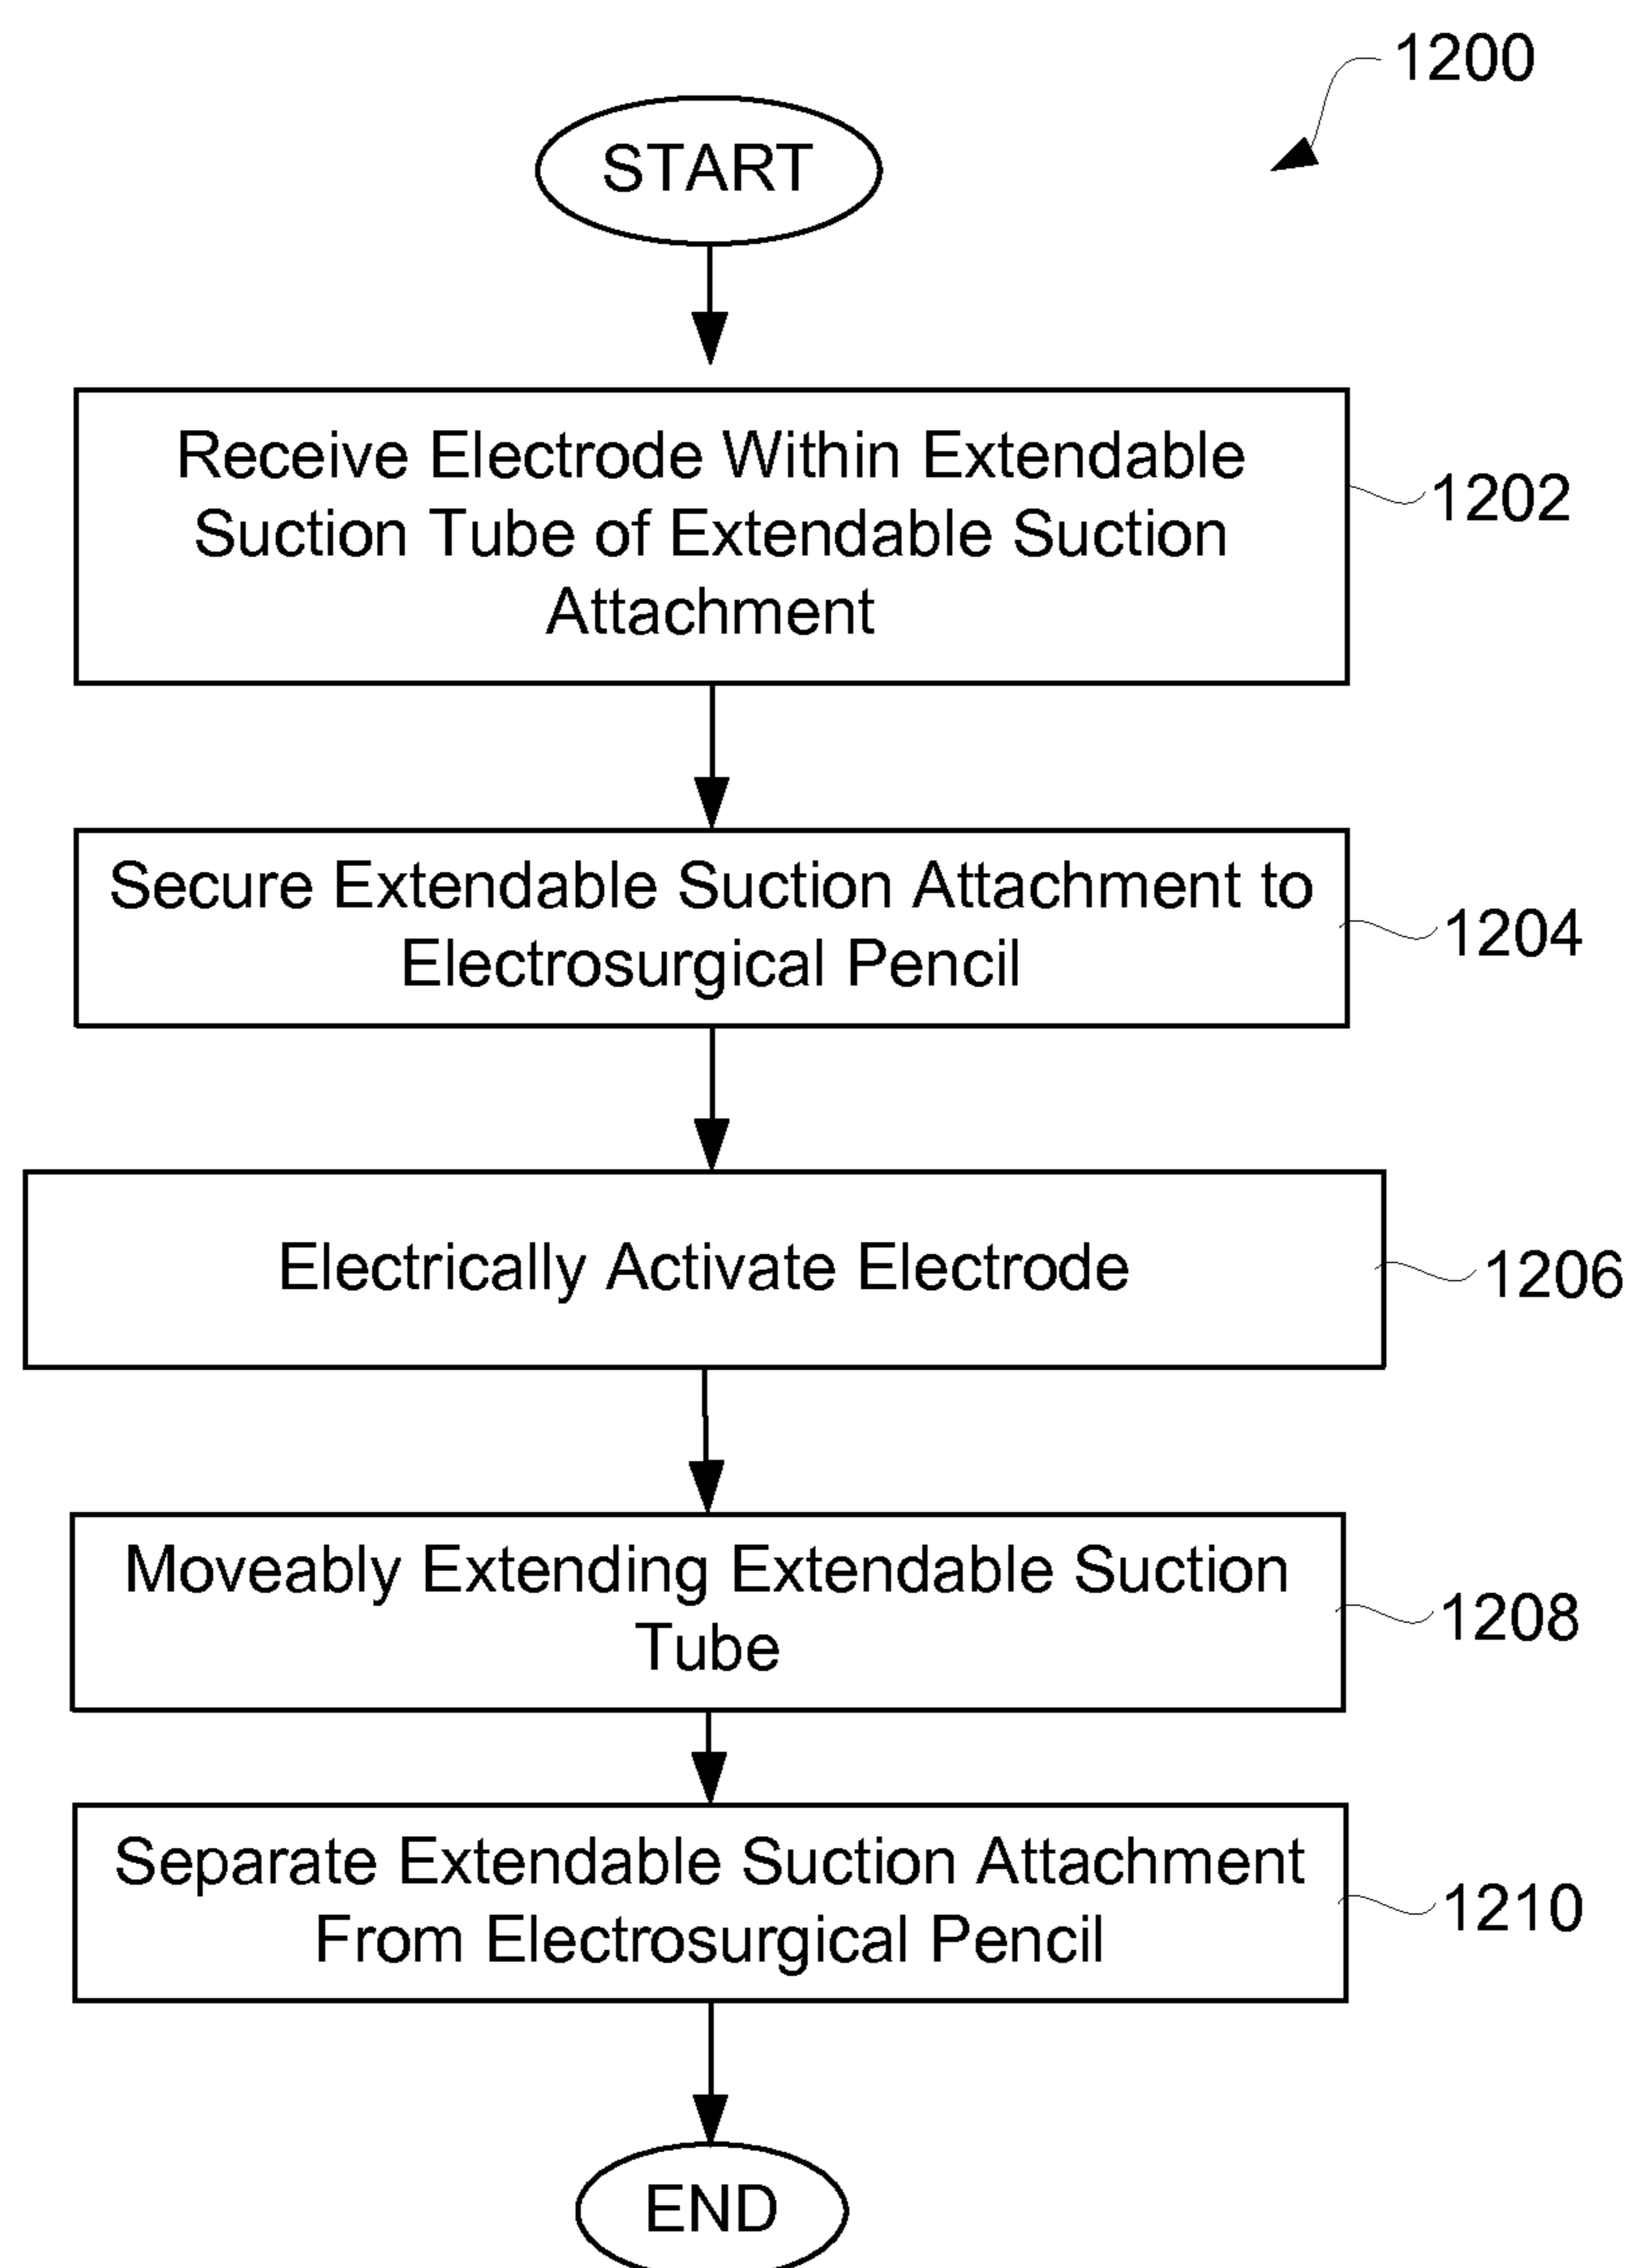 1200
START
Receive Electrode Within Extendable
Suction Tube of Extendable Suction
Attachment
1202
Secure Extendable Suction Attachment to
Electrosurgical Pencil
1204
Electrically Activate Electrode
1206
Moveably Extending Extendable Suction
Tube
1208
Separate Extendable Suction Attachment
From Electrosurgical Pencil
1210
END